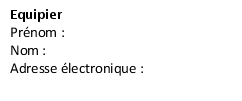 Equipier
Prénom :
Nom :
Adresse électronique :